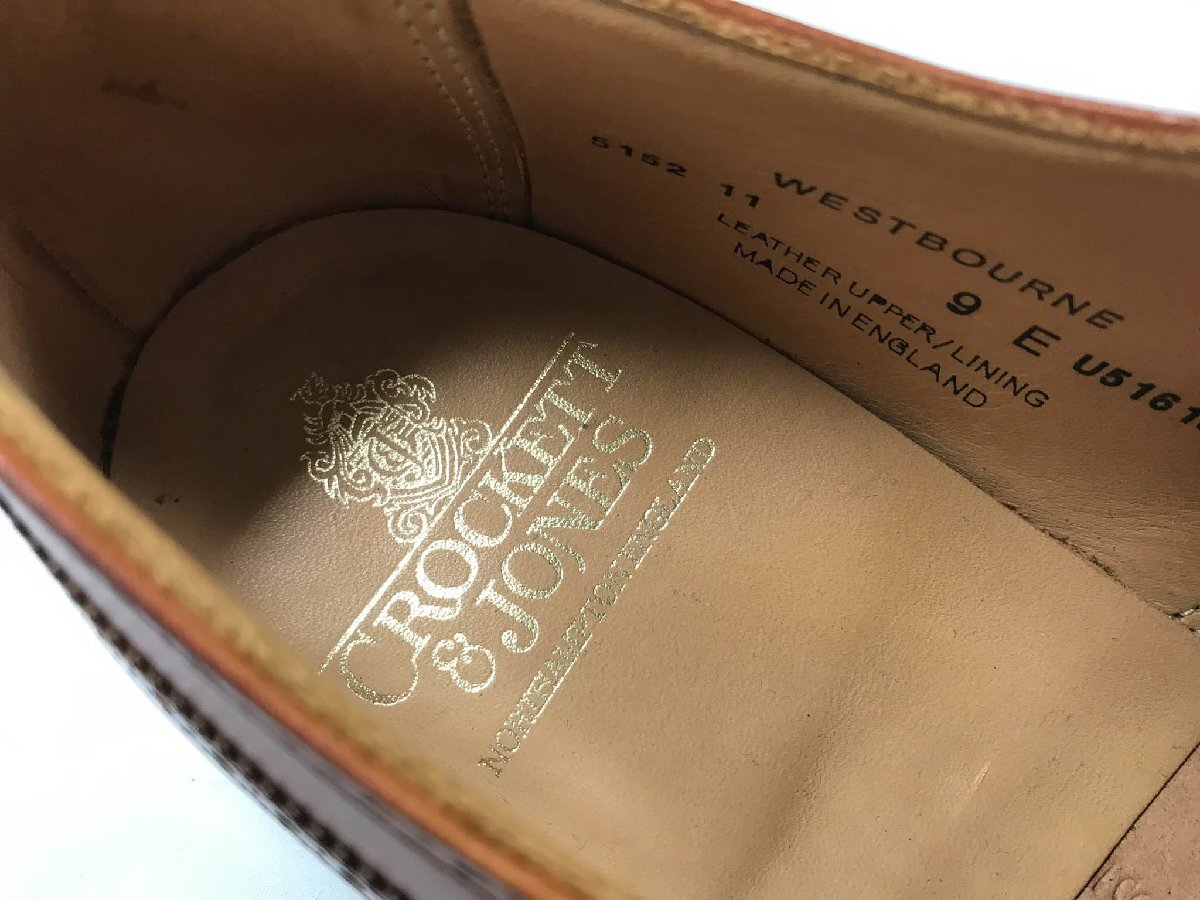 5152 11 WESTBOURNE
9 E U5161
LEATHER UPPER/LINING
MADE IN ENGLAND
CROCKETT
& JONES
NORTHAMPTON ENGLAND